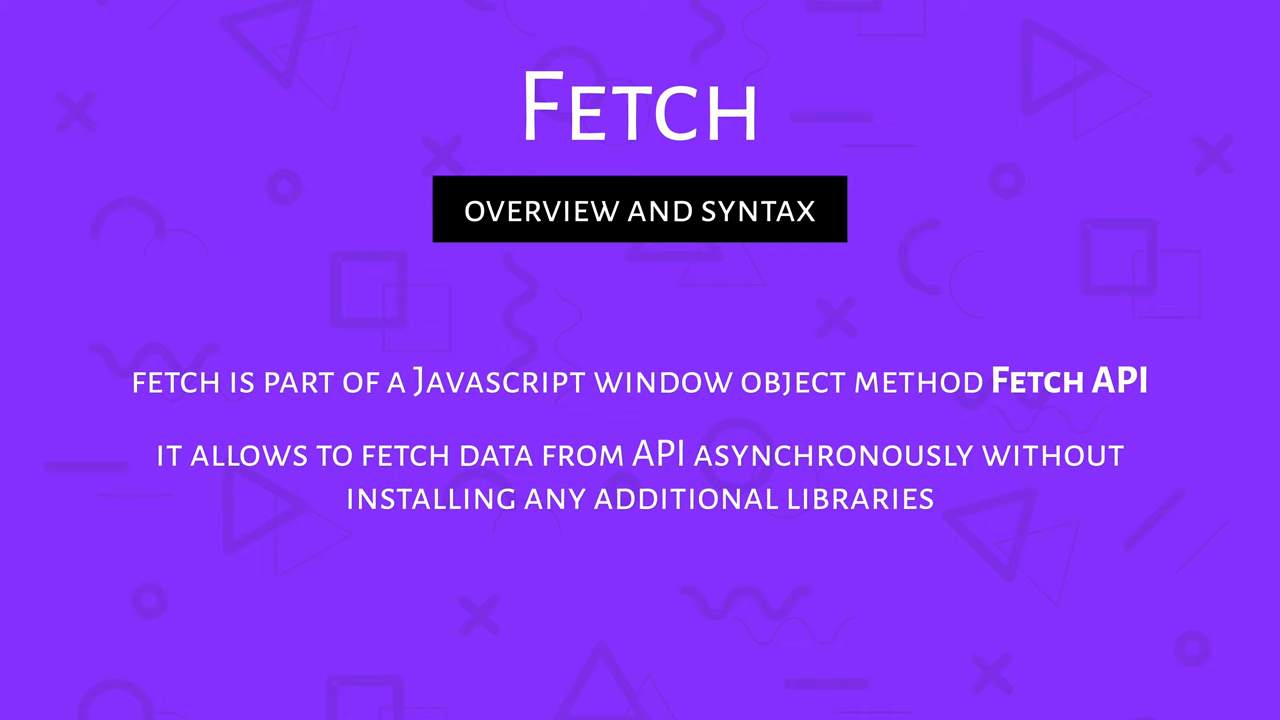 Fetch
overview and syntax
fetch is part of a Javascript window object method Fetch API
it allows to fetch data from API asynchronously without
installing any additional libraries